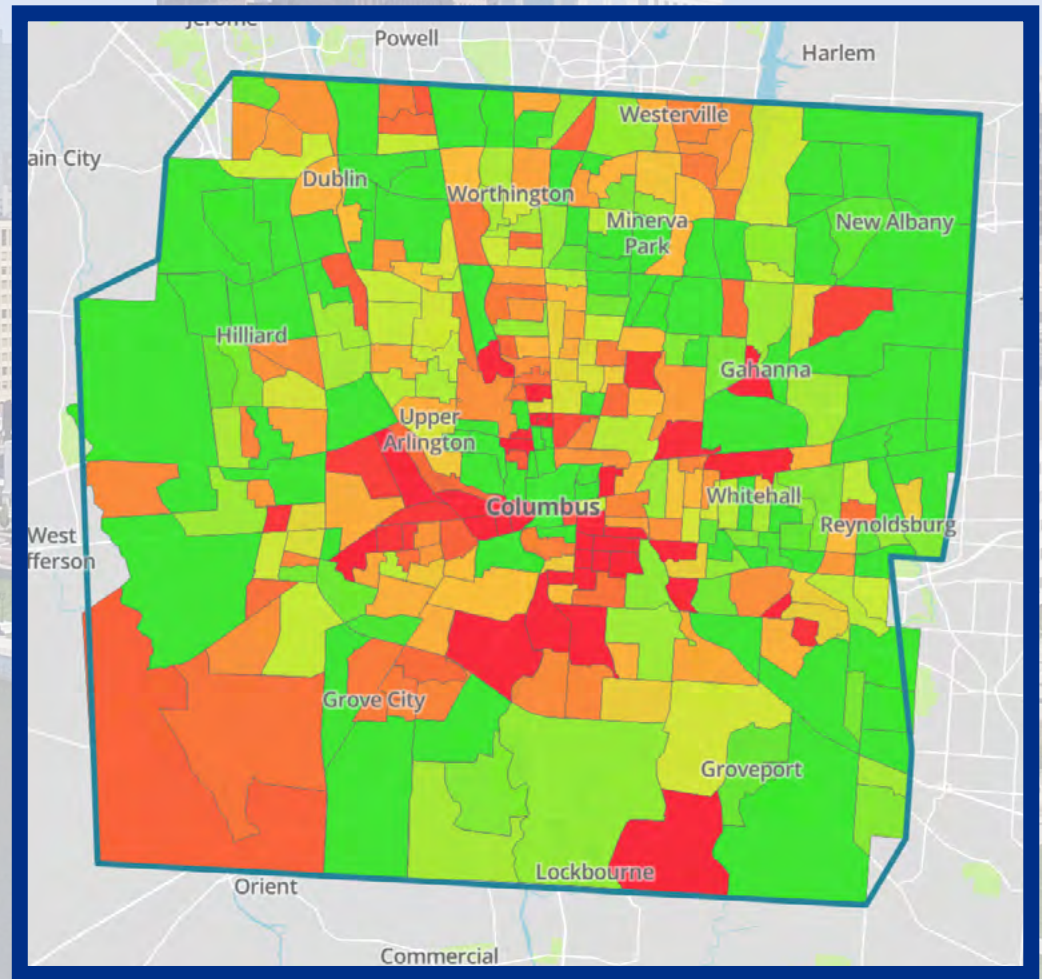 Jerome
Powell
Harlem
Westerville
ain City
Dublin
Worthington
Minerva
Park
New Albany
Hilliard
Gahanna
Upper
Arlington
Columbus
Whitehall
Reynoldsburg
West
fferson
Grove City
Groveport
Lockbourne
Orient
Commercial